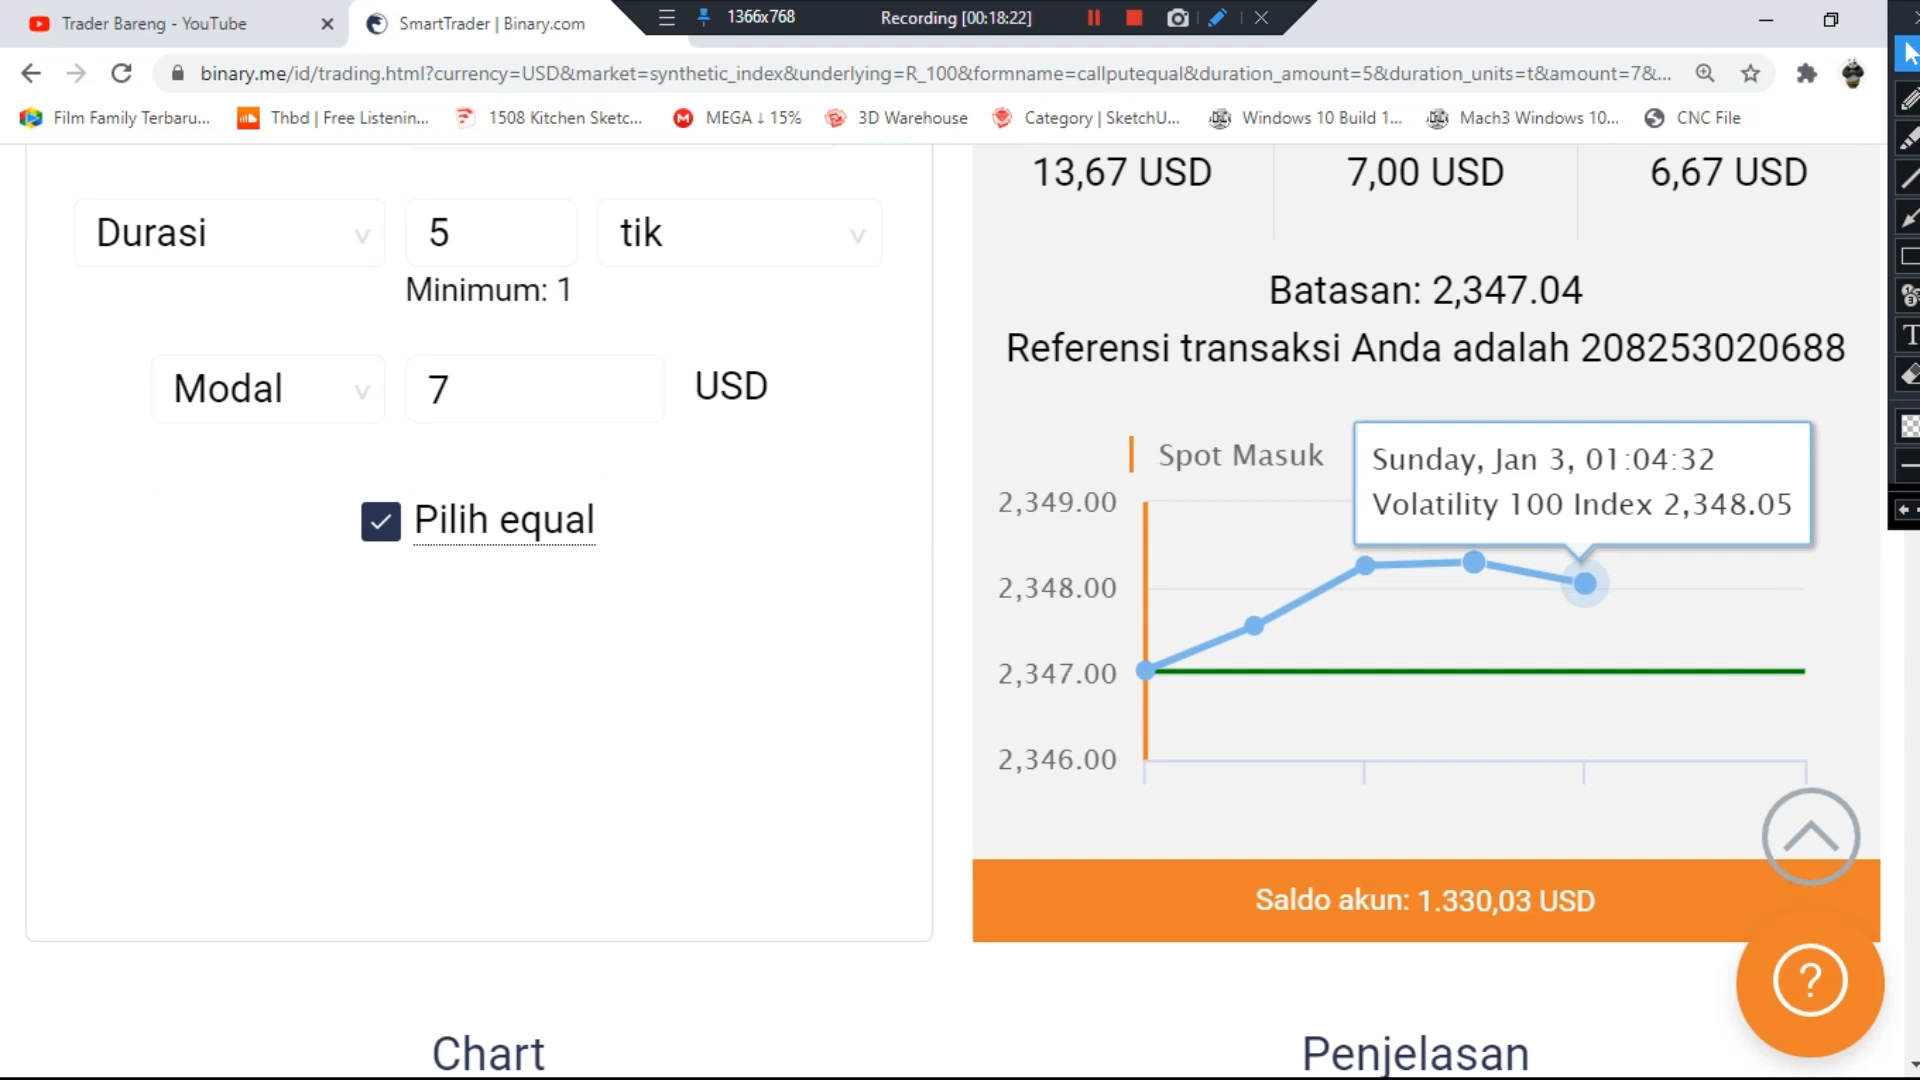 Trader Bareng - YouTube
SmartTrader | Binary.com
1366x768
Recording [00:18:22]
binary.me/id/trading.html?currency=USD&market=synthetic_index&underlying=R_100&formname=callputequal&duration_amount=5&duration_units=t&amount=7&...
Film Family Terbaru...
Thbd | Free Listenin...
1508 Kitchen Sketc...
MEGA ↓ 15%
3D Warehouse
Category | SketchU...
Windows 10 Build 1...
Mach3 Windows 10...
CNC File
Durasi
5
tik
Minimum: 1
Modal
7
USD
Pilih equal
13,67 USD
7,00 USD
6,67 USD
Batasan: 2,347.04
Referensi transaksi Anda adalah 208253020688
Spot Masuk
Sunday, Jan 3, 01:04:32
Volatility 100 Index 2,348.05
2,349.00
2,348.00
2,347.00
2,346.00
Saldo akun: 1.330,03 USD
?
Chart
Penjelasan